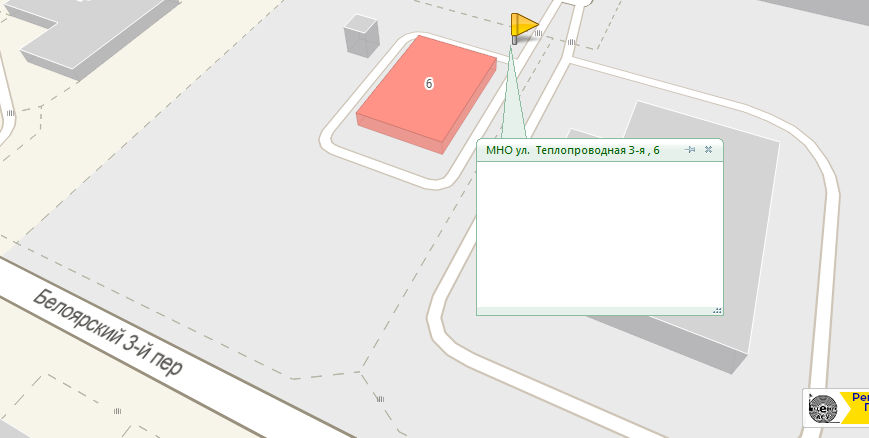 6
МНО ул. Теплопроводная 3-я , 6
Белоярский 3-й пер